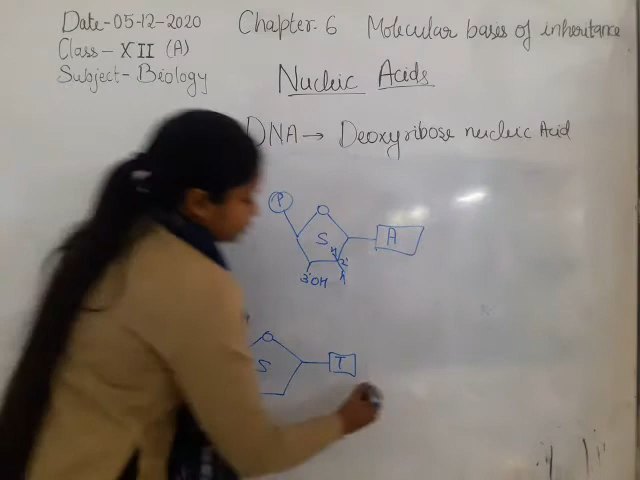 Date-05-12-2020
Class-XII (A)
Subject-Biology
Chapter-6 Molecular bases of inheritance
Nucleic Acids
DNA → Deoxyribose nucleic Acid
P
O
S
A
H
2'
3'OH
O
S
T